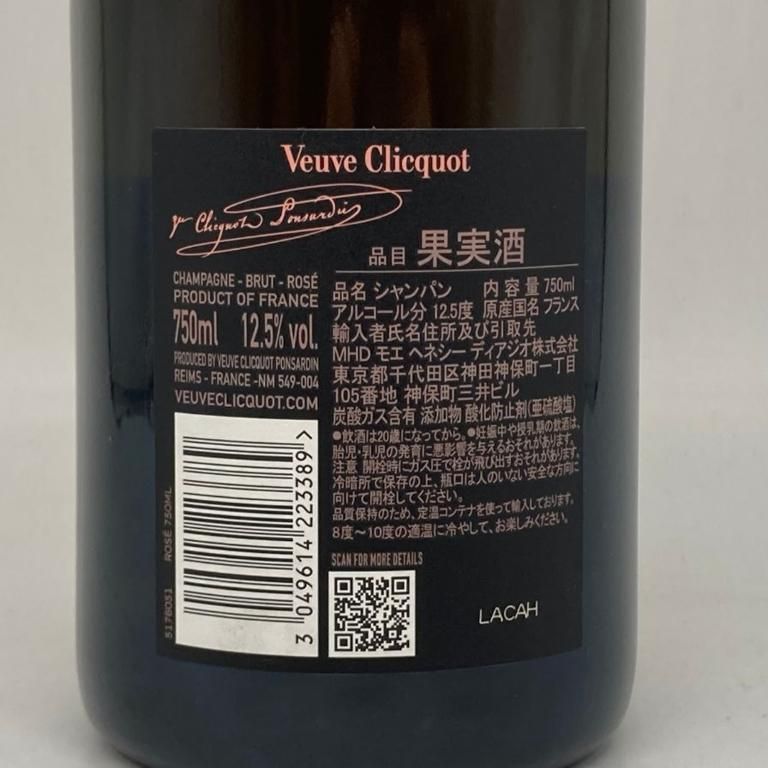 Veuve Clicquot
Vve Clicquot Ponsardin
品目 果実酒
CHAMPAGNE - BRUT - ROSÉ
PRODUCT OF FRANCE
750ml 12.5% vol.
PRODUCED BY VEUVE CLICQUOT PONSARDIN
REIMS - FRANCE - NM 549-004
VEUVECLICQUOT.COM
品名 シャンパン 内容量 750ml
アルコール分 12.5度 原産国名 フランス
輸入者氏名住所及び引取先
MHD モエ ヘネシー ディアジオ株式会社
東京都千代田区神田神保町一丁目
105番地 神保町三井ビル
炭酸ガス含有 添加物 酸化防止剤(亜硫酸塩)
●飲酒は20歳になってから。●妊娠中や授乳期の飲酒は、
胎児・乳児の発育に悪影響を与えるおそれがあります。
注意 開栓時にガス圧で栓が飛び出すおそれがあります。
冷暗所で保存の上、瓶口は人のいない安全な方向に
向けて開栓してください。
品質保持のため、定温コンテナを使って輸入しております。
8度～10度の適温に冷やして、お楽しみください。
SCAN FOR MORE DETAILS
LACAH
3 049614 223389 >
5178051 ROSÉ 750ML